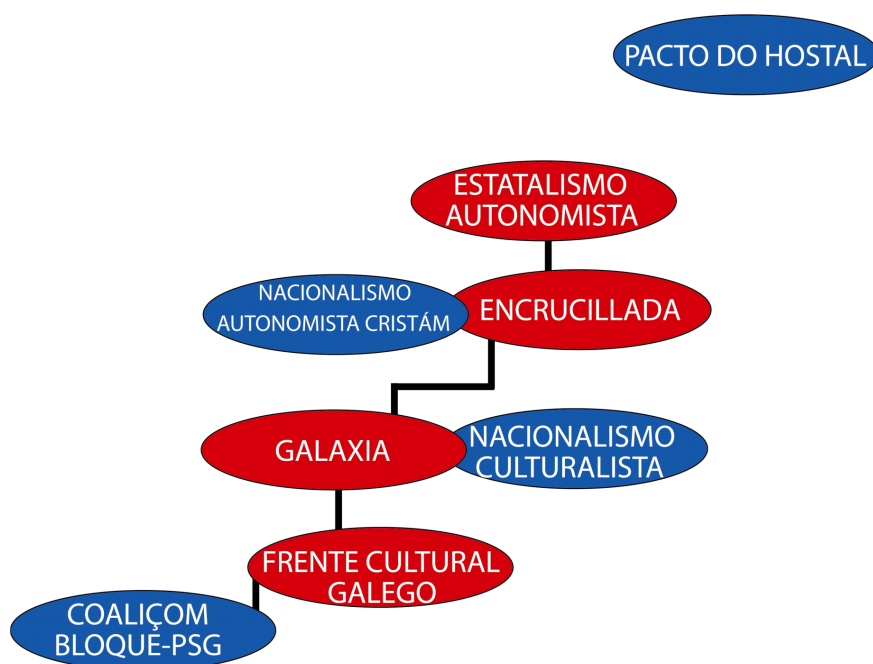 PACTO DO HOSTAL
ESTATALISMO
AUTONOMISTA
NACIONALISMO
AUTONOMISTA CRISTÁM
ENCRUCILLADA
GALAXIA
NACIONALISMO
CULTURALISTA
FRENTE CULTURAL
GALEGO
COALIÇOM
BLOQUE-PSG